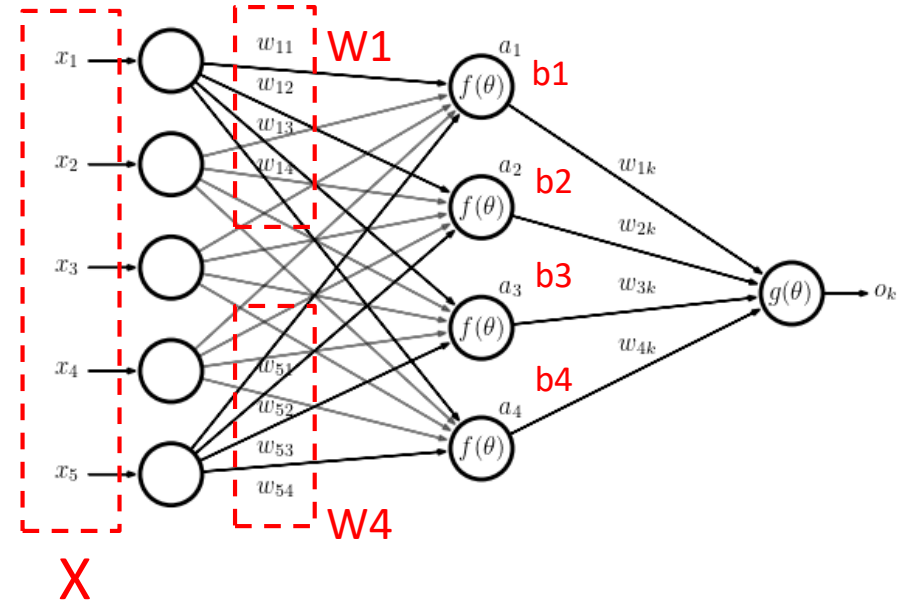 x1
x2
x3
x4
x5
X
w11
w12
w13
w14
W1
w51
w52
w53
w54
W4
a1
f(θ)
b1
a2
f(θ)
b2
a3
f(θ)
b3
a4
f(θ)
b4
w1k
w2k
w3k
w4k
g(θ)
ok